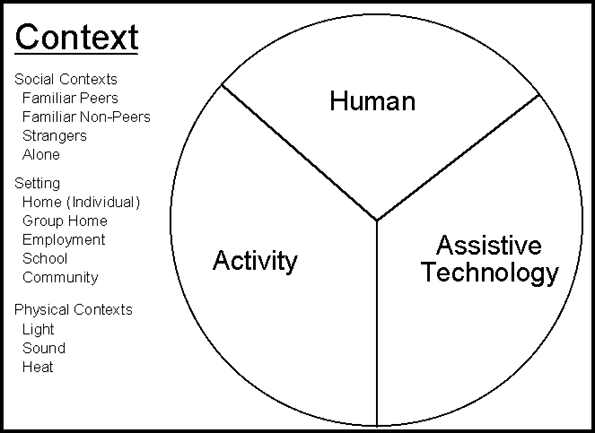 Context
Social Contexts
Familiar Peers
Familiar Non-Peers
Strangers
Alone
Setting
Home (Individual)
Group Home
Employment
School
Community
Physical Contexts
Light
Sound
Heat
Human
Activity
Assistive
Technology